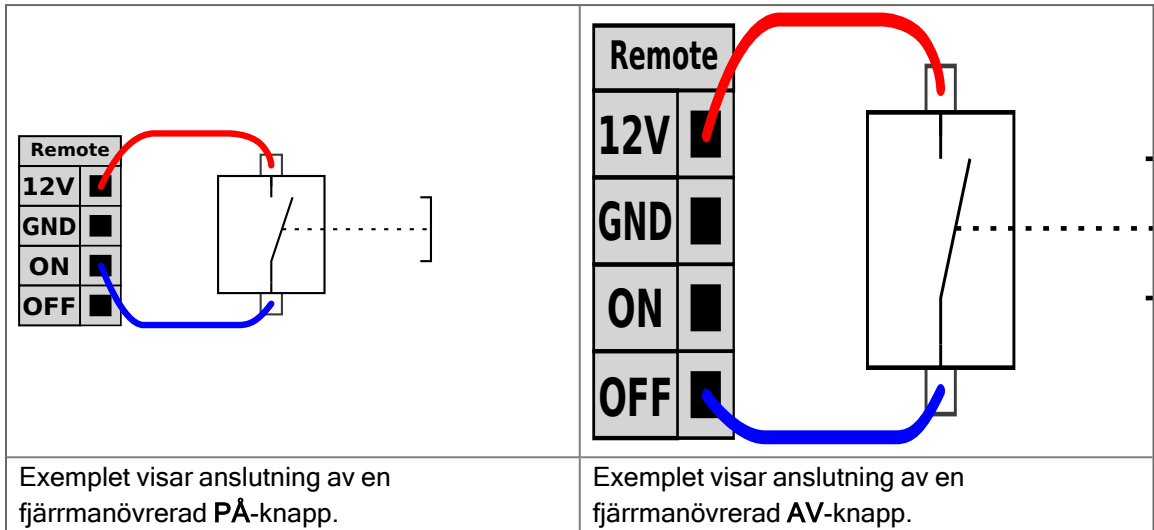 Remote
12V
GND
ON
OFF
Remote
12V
GND
ON
OFF
Exemplet visar anslutning av en
fjärrmanövrerad PÅ-knapp.
Exemplet visar anslutning av en
fjärrmanövrerad AV-knapp.